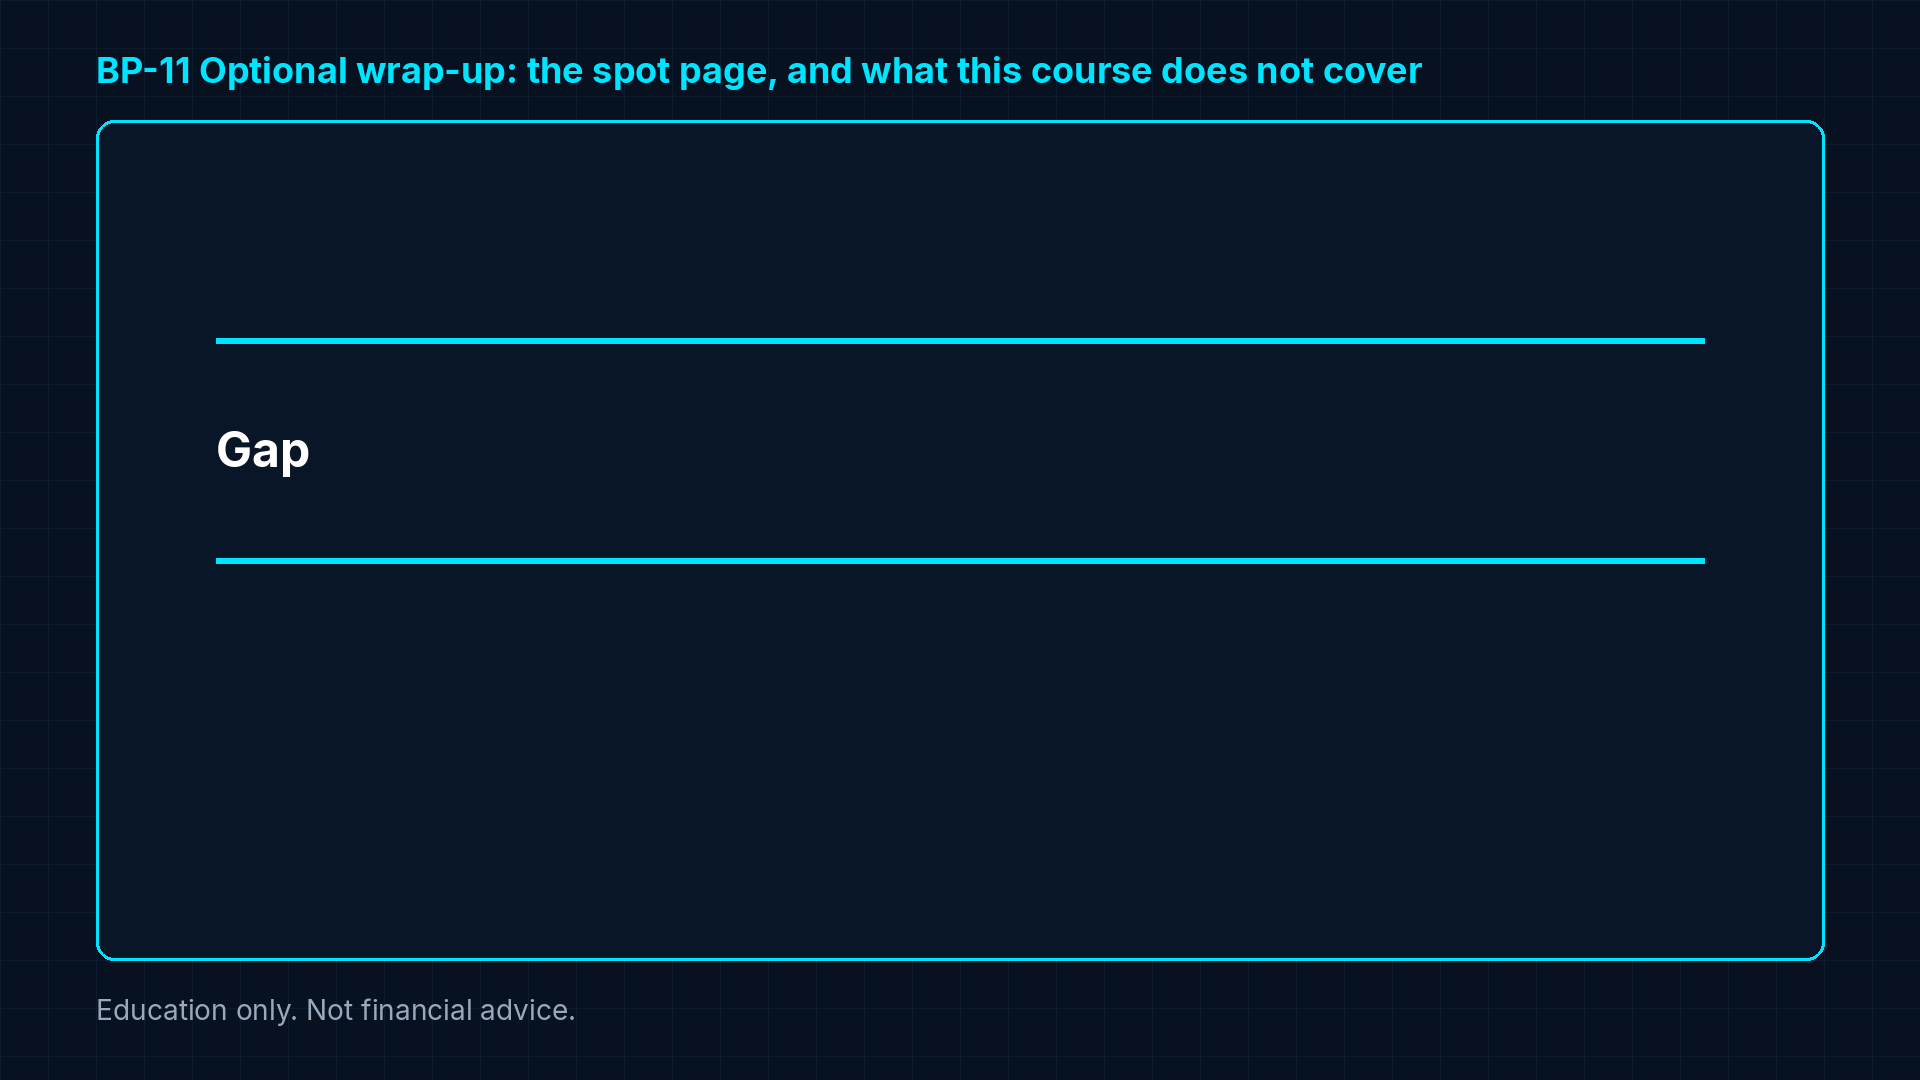 BP-11 Optional wrap-up: the spot page, and what this course does not cover
Gap
Education only. Not financial advice.